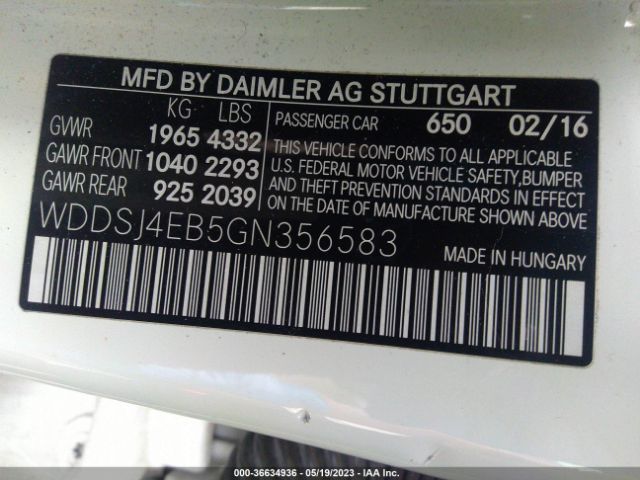 MFD BY DAIMLER AG STUTTGART
KG LBS
GVWR 1965 4332
GAWR FRONT 1040 2293
GAWR REAR 925 2039
PASSENGER CAR 650 02/16
THIS VEHICLE CONFORMS TO ALL APPLICABLE
U.S. FEDERAL MOTOR VEHICLE SAFETY,BUMPER
AND THEFT PREVENTION STANDARDS IN EFFECT
ON THE DATE OF MANUFACTURE SHOWN ABOVE
WDDSJ4EB5GN356583
MADE IN HUNGARY
000-36634936 - 05/19/2023 - IAA Inc.